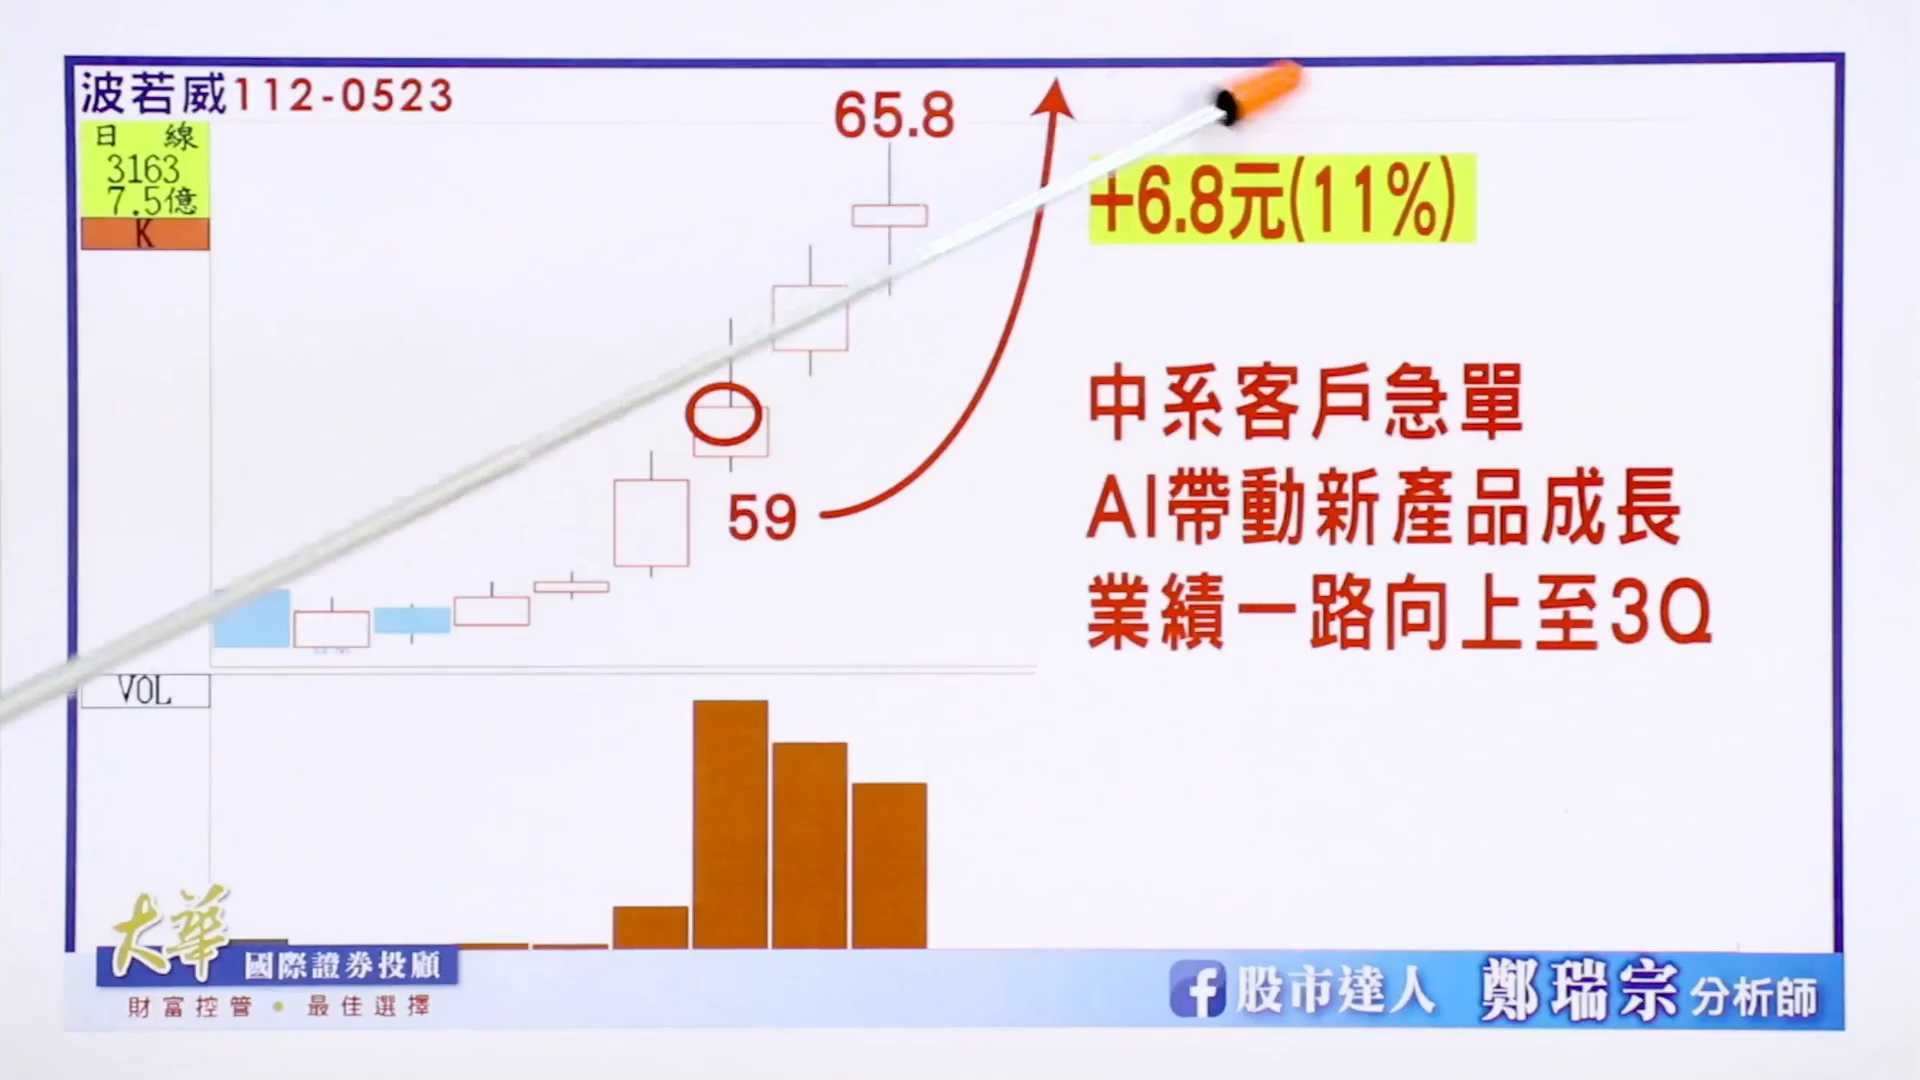 波若威112-0523
日 線
3163
7.5億
K
65.8
+6.8元(11%)
59
中系客戶急單
AI帶動新產品成長
業績一路向上至3Q
VOL
大華
國際證券投顧
財富控管•最佳選擇
股市達人 鄭瑞宗 分析師